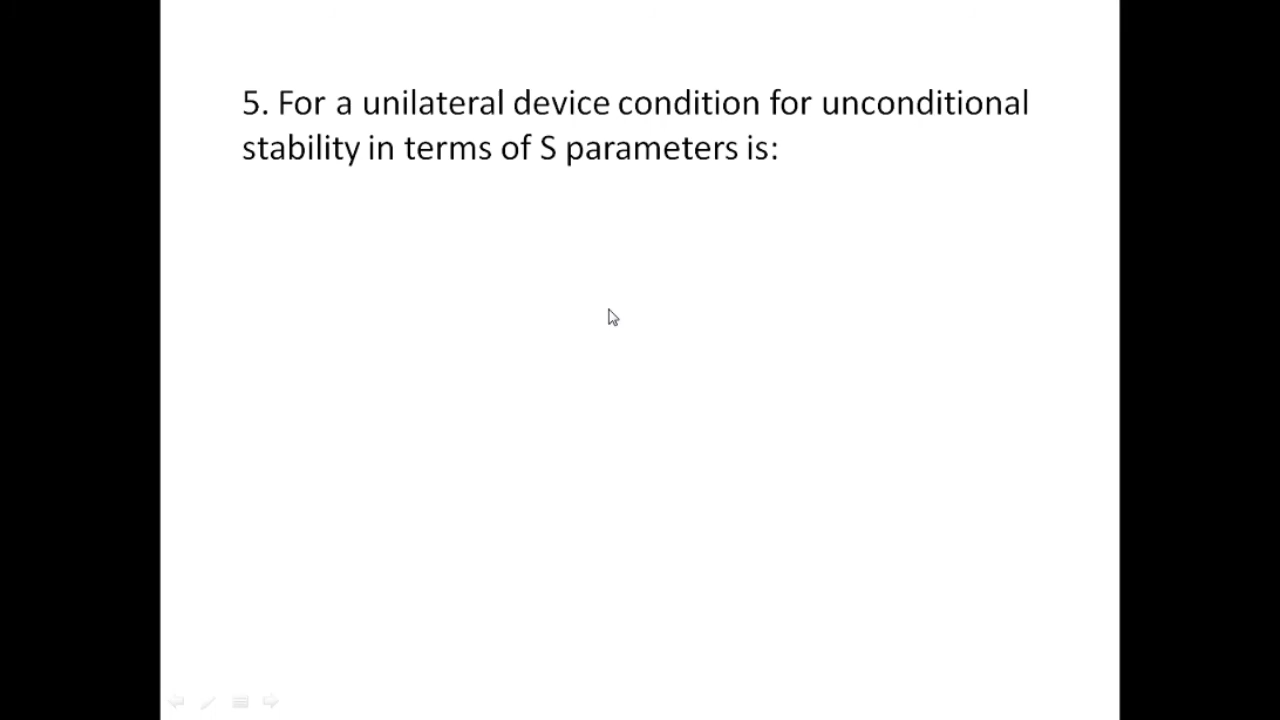 5. For a unilateral device condition for unconditional
stability in terms of S parameters is: